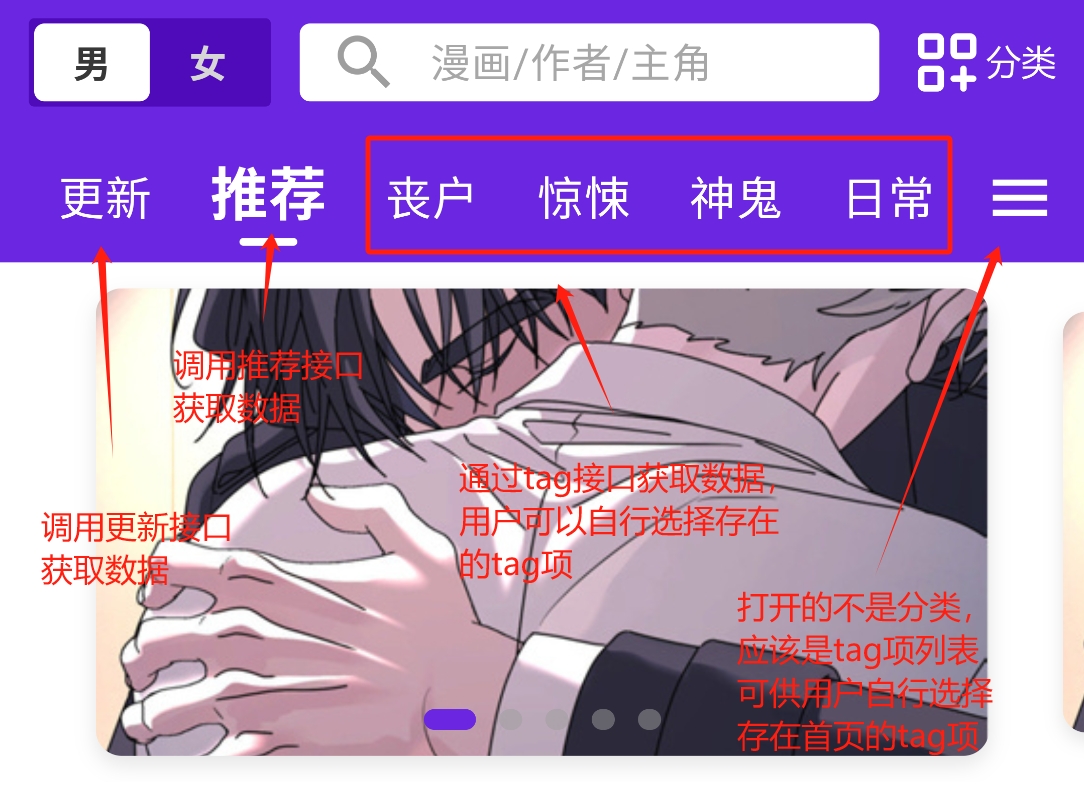 男 女 漫画/作者/主角 分类
更新 推荐 丧尸 惊悚 神鬼 日常
调用推荐接口
获取数据
通过tag接口获取数据，
用户可以自行选择存在
的tag项
调用更新接口
获取数据
打开的不是分类，
应该是tag项列表
可供用户自行选择
存在首页的tag项